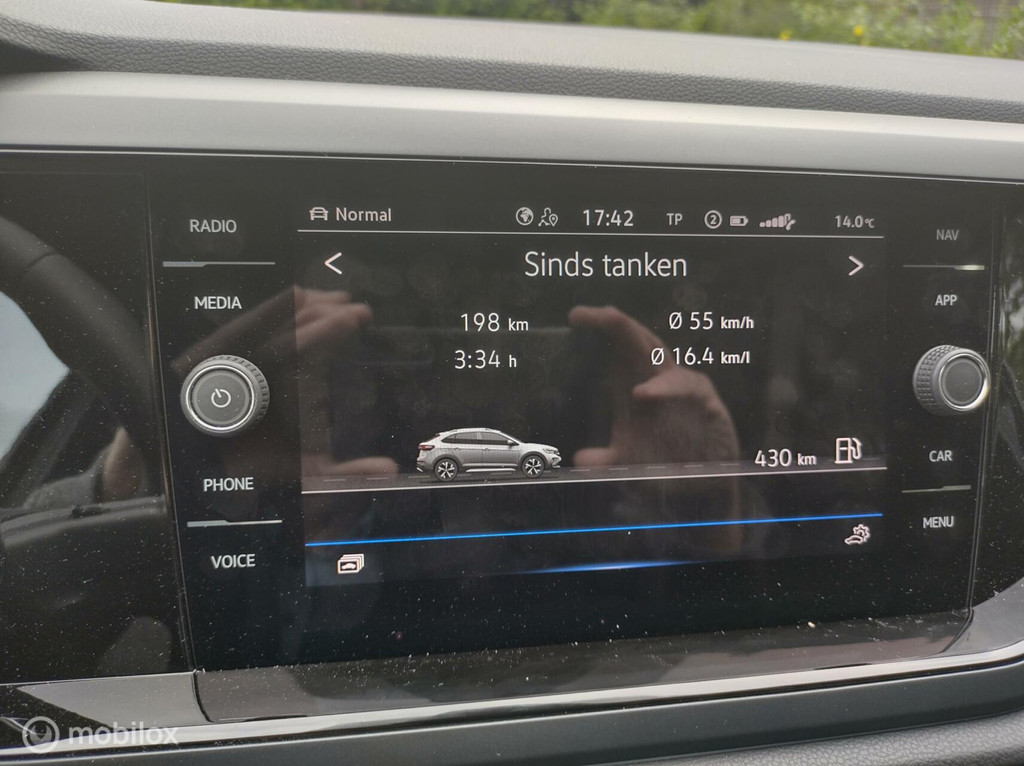 RADIO
MEDIA
PHONE
VOICE
Normal
17:42
TP
2
14.0°C
< Sinds tanken >
198 km
Ø 55 km/h
3:34 h
Ø 16.4 km/l
430 km
NAV
APP
CAR
MENU
mobilox